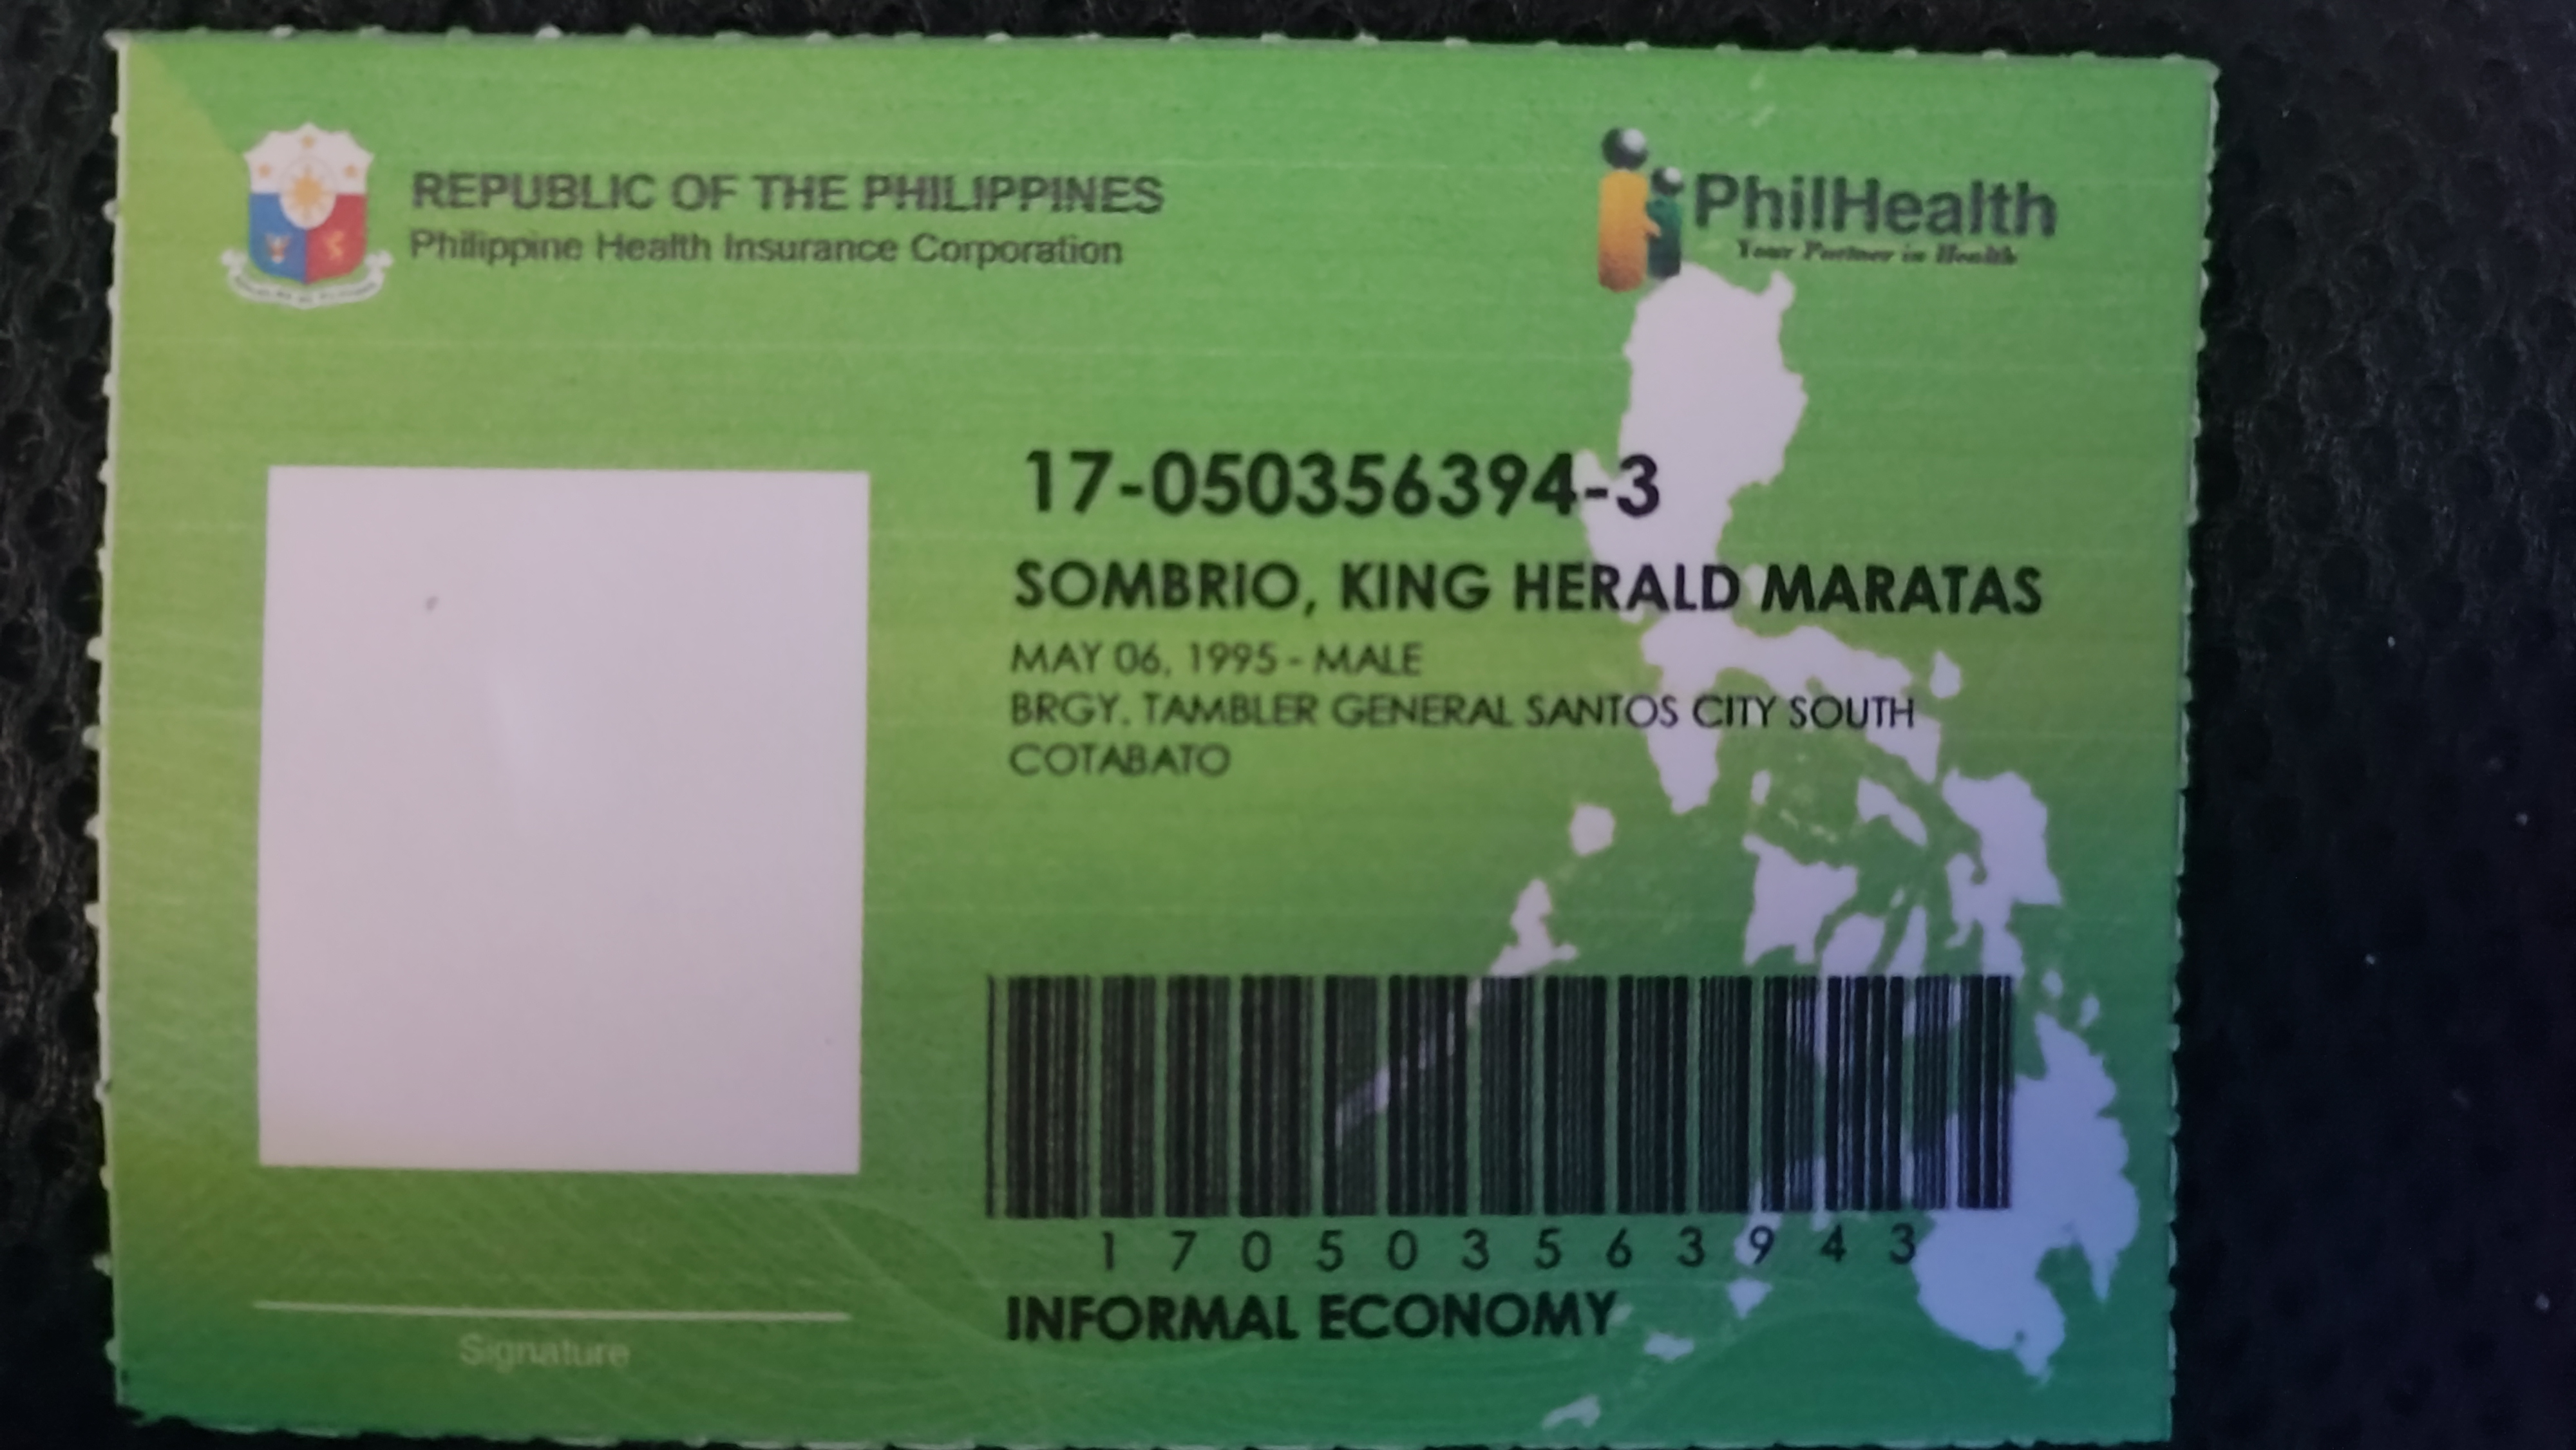 REPUBLIC OF THE PHILIPPINES
Philippine Health Insurance Corporation
PhilHealth
Your Partner in Health
17-050356394-3
SOMBRIO, KING HERALD MARATAS
MAY 06, 1995 - MALE
BRGY. TAMBLER GENERAL SANTOS CITY SOUTH
COTABATO
1 7 0 5 0 3 5 6 3 9 4 3
INFORMAL ECONOMY
Signature